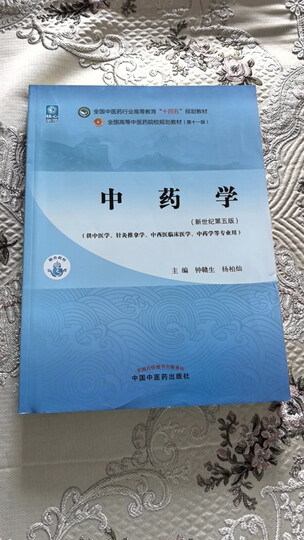 全国中医药行业高等教育“十四五”规划教材
全国高等中医药院校规划教材（第十一版）
中药学
（新世纪第五版）
（供中医学、针灸推拿学、中西医临床医学、中药学等专业用）
主编 钟赣生 杨柏灿
中国中医药出版社